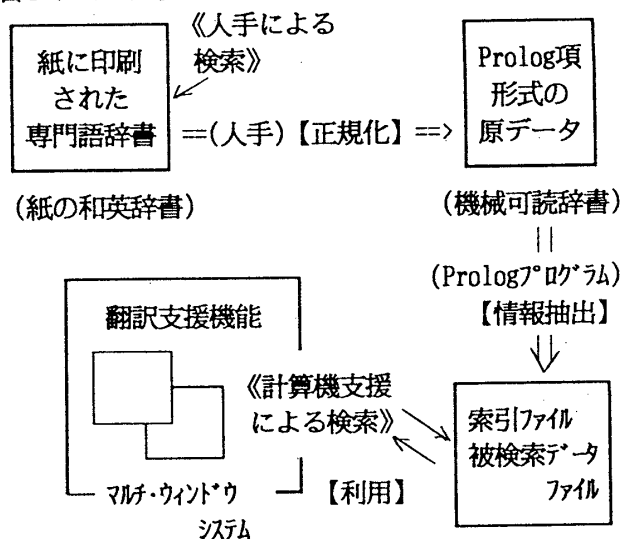 《人手による
検索》
紙に印刷
された
専門語辞書
==(人手)【正規化】==>
Prolog項
形式の
原データ
(紙の和英辞書)
(機械可読辞書)
||
(Prologﾌﾟﾛｸﾞﾗﾑ)
【情報抽出】
翻訳支援機能
《計算機支援
による検索》
索引ﾌｧｲﾙ
被検索ﾃﾞｰﾀ
ﾌｧｲﾙ
ﾏﾙﾁ･ｳｨﾝﾄﾞｳ
ｼｽﾃﾑ
【利用】